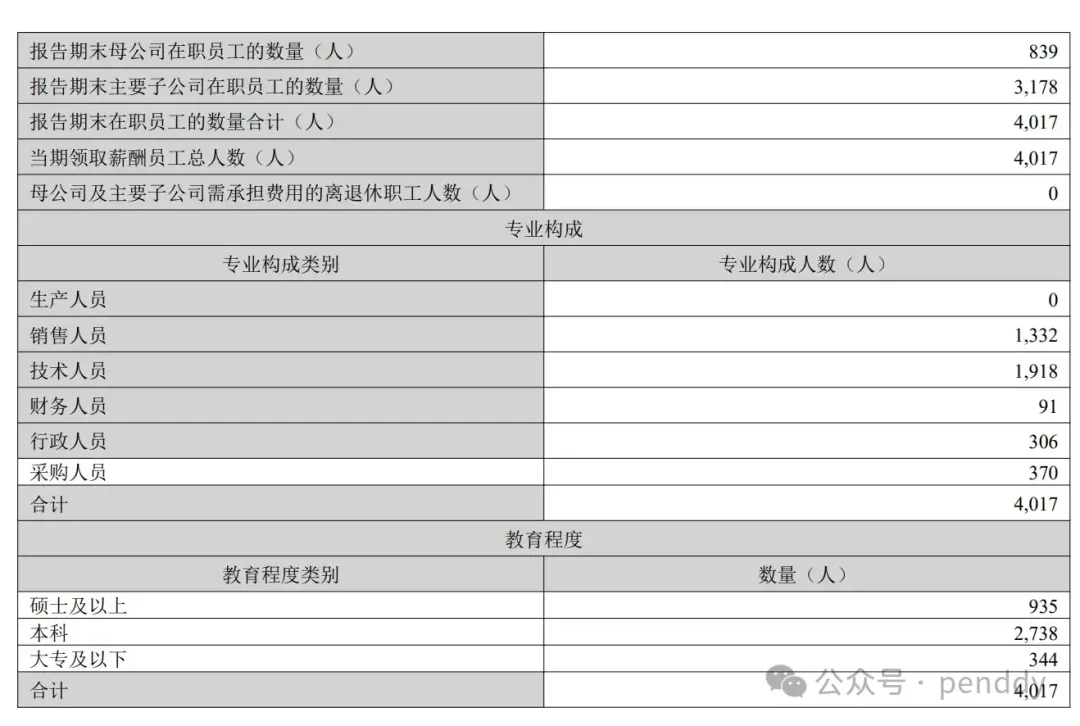 报告期末母公司在职员工的数量（人） 839
报告期末主要子公司在职员工的数量（人） 3,178
报告期末在职员工的数量合计（人） 4,017
当期领取薪酬员工总人数（人） 4,017
母公司及主要子公司需承担费用的离退休职工人数（人） 0
专业构成
专业构成类别 专业构成人数（人）
生产人员 0
销售人员 1,332
技术人员 1,918
财务人员 91
行政人员 306
采购人员 370
合计 4,017
教育程度
教育程度类别 数量（人）
硕士及以上 935
本科 2,738
大专及以下 344
合计 4,017
公众号 · penddy